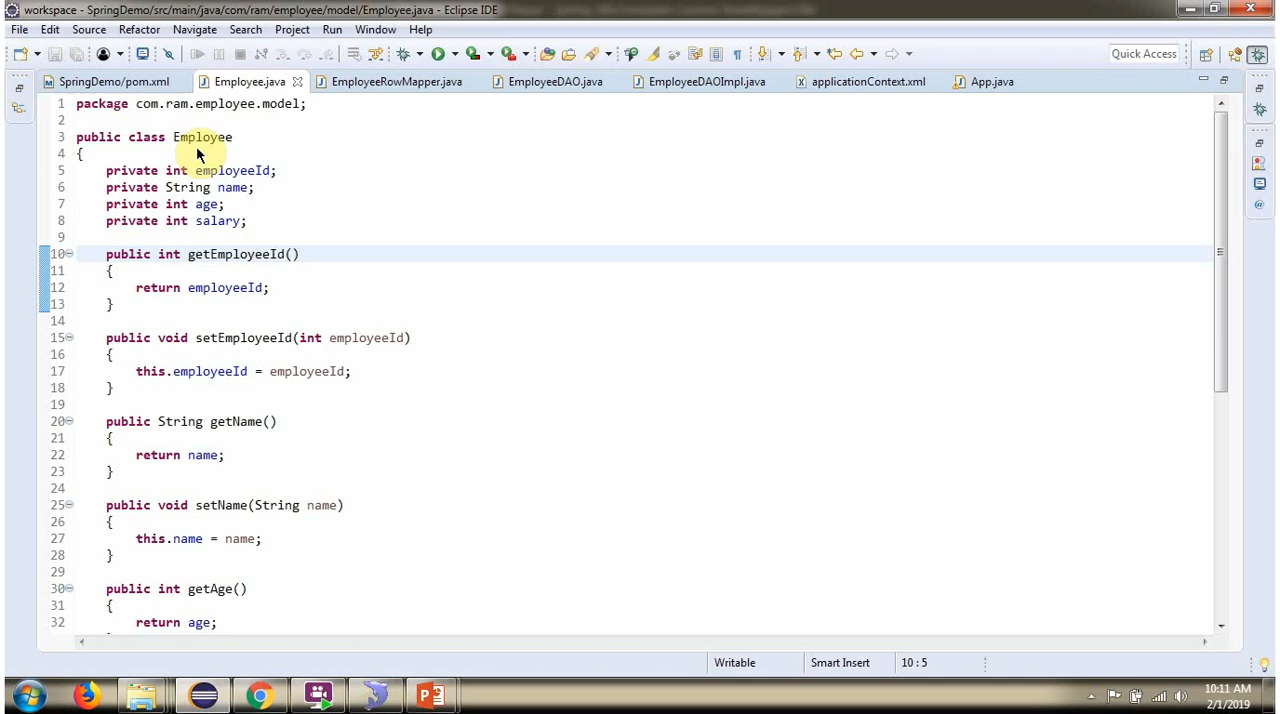 workspace - SpringDemo/src/main/java/com/ram/employee/model/Employee.java - Eclipse IDE
File Edit Source Refactor Navigate Search Project Run Window Help
Quick Access
SpringDemo/pom.xml Employee.java EmployeeRowMapper.java EmployeeDAO.java EmployeeDAOImpl.java applicationContext.xml App.java
1 package com.ram.employee.model;
2
3 public class Employee
4 {
5 private int employeeId;
6 private String name;
7 private int age;
8 private int salary;
9
10 public int getEmployeeId()
11 {
12 return employeeId;
13 }
14
15 public void setEmployeeId(int employeeId)
16 {
17 this.employeeId = employeeId;
18 }
19
20 public String getName()
21 {
22 return name;
23 }
24
25 public void setName(String name)
26 {
27 this.name = name;
28 }
29
30 public int getAge()
31 {
32 return age;
Writable Smart Insert 10 : 5
10:11 AM
2/1/2019